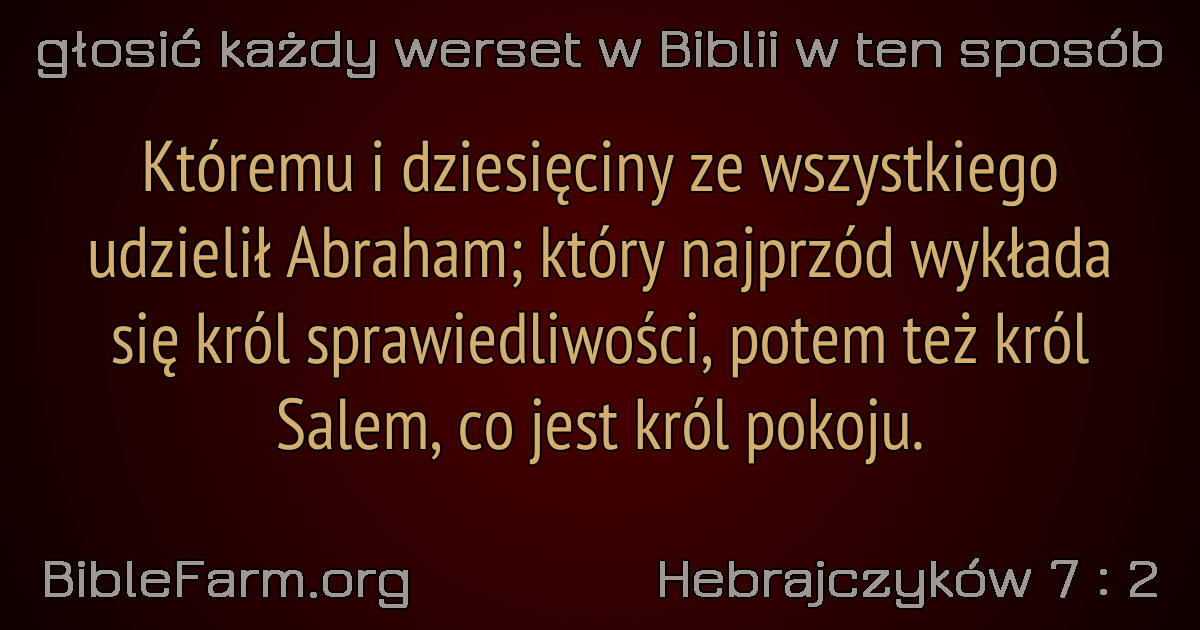 głosić każdy werset w Biblii w ten sposób
Któremu i dziesięciny ze wszystkiego
udzielił Abraham; który najprzód wykłada
się król sprawiedliwości, potem też król
Salem, co jest król pokoju.
BibleFarm.org
Hebrajczyków 7 : 2